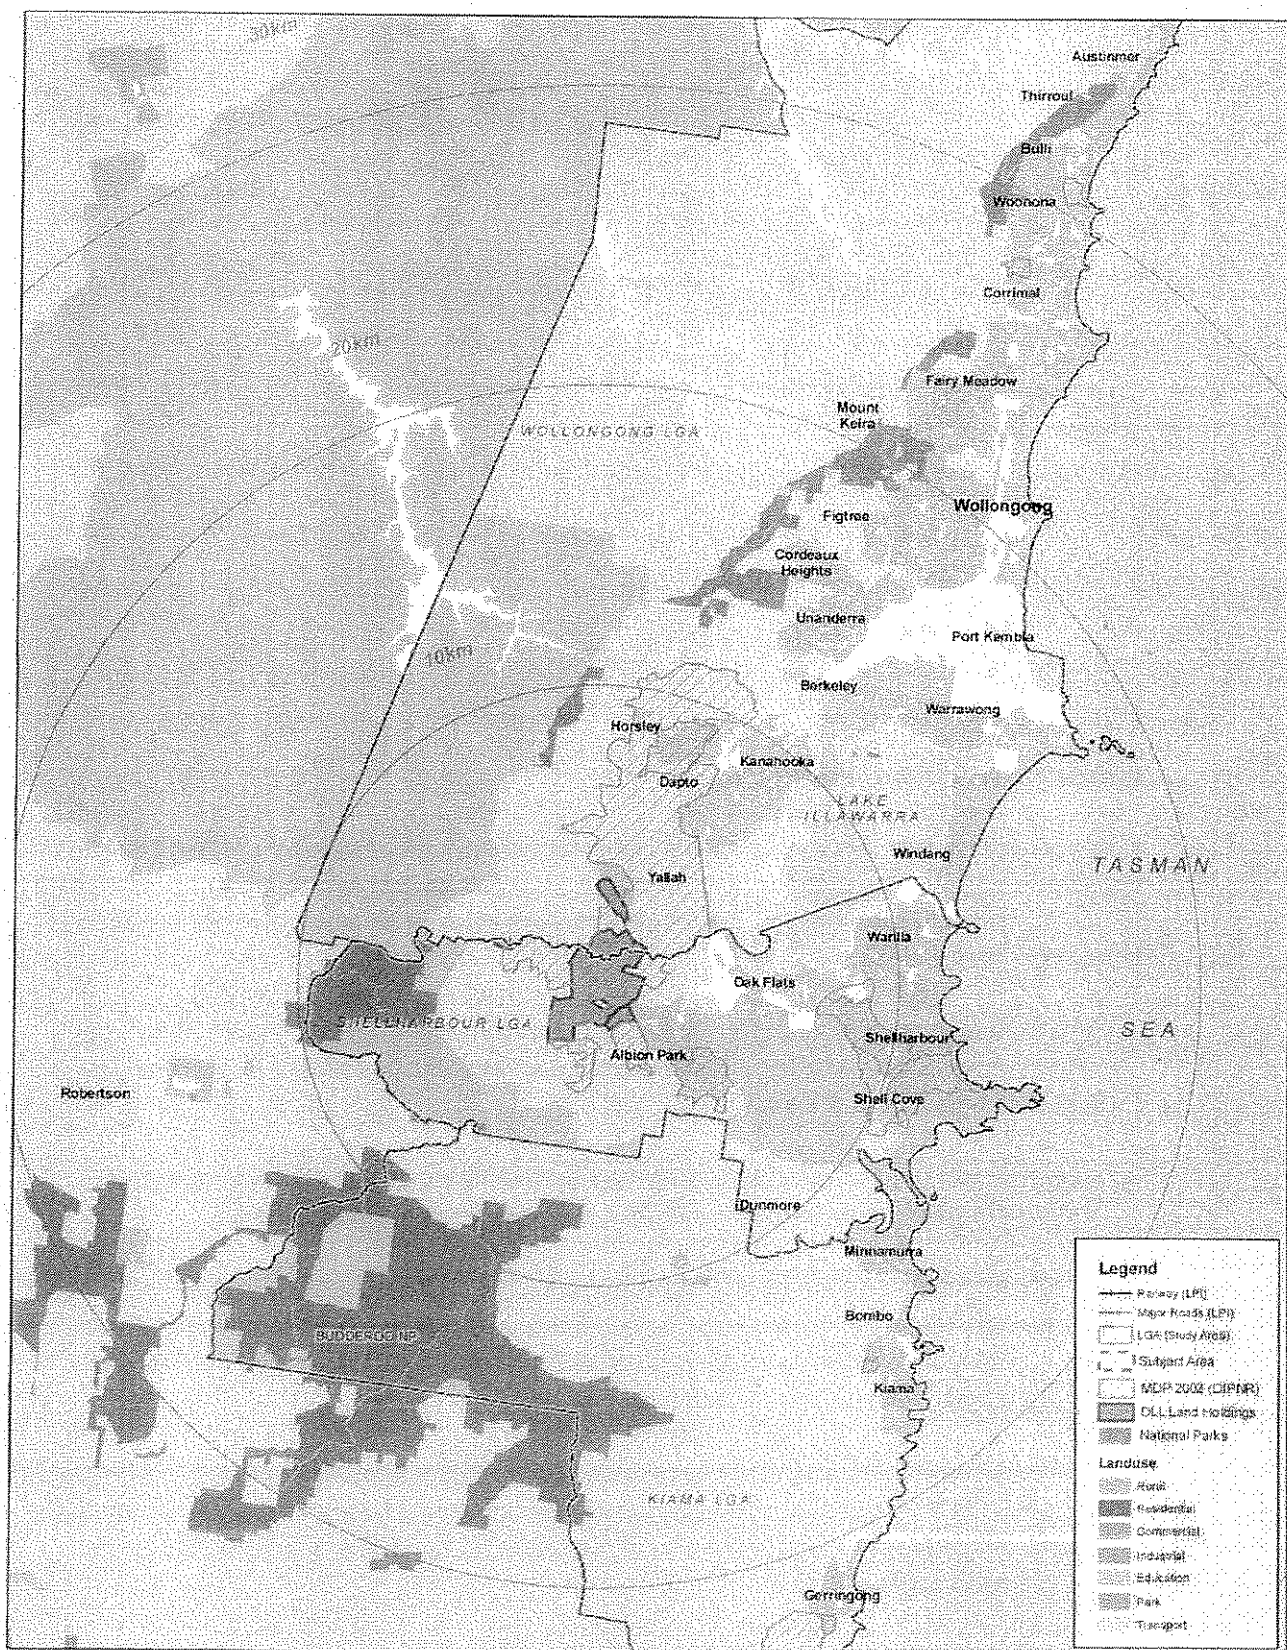 30km
Austinmer
Thirroul
Bulli
Woonona
Corrimal
20km
Fairy Meadow
Mount
Keira
WOLLONGONG LGA
Wollongong
Figtree
Cordeaux
Heights
Unanderra
Port Kembla
10km
Berkeley
Warrawong
Horsley
Kanahooka
Dapto
LAKE
ILLAWARRA
Windang
TASMAN
Yallah
Warilla
Oak Flats
SHELLHARBOUR LGA
SEA
Shellharbour
Albion Park
Robertson
Shell Cove
Dunmore
Minnamurra
Bombo
BUDDEROO NP
Kiama
KIAMA LGA
Gerringong
Legend
Railway (LPI)
Major Roads (LPI)
LGA (Study Area)
Subject Area
MDP 2002 (DIPNR)
DLL Land Holdings
National Parks
Landuse
Rural
Residential
Commercial
Industrial
Education
Park
Transport